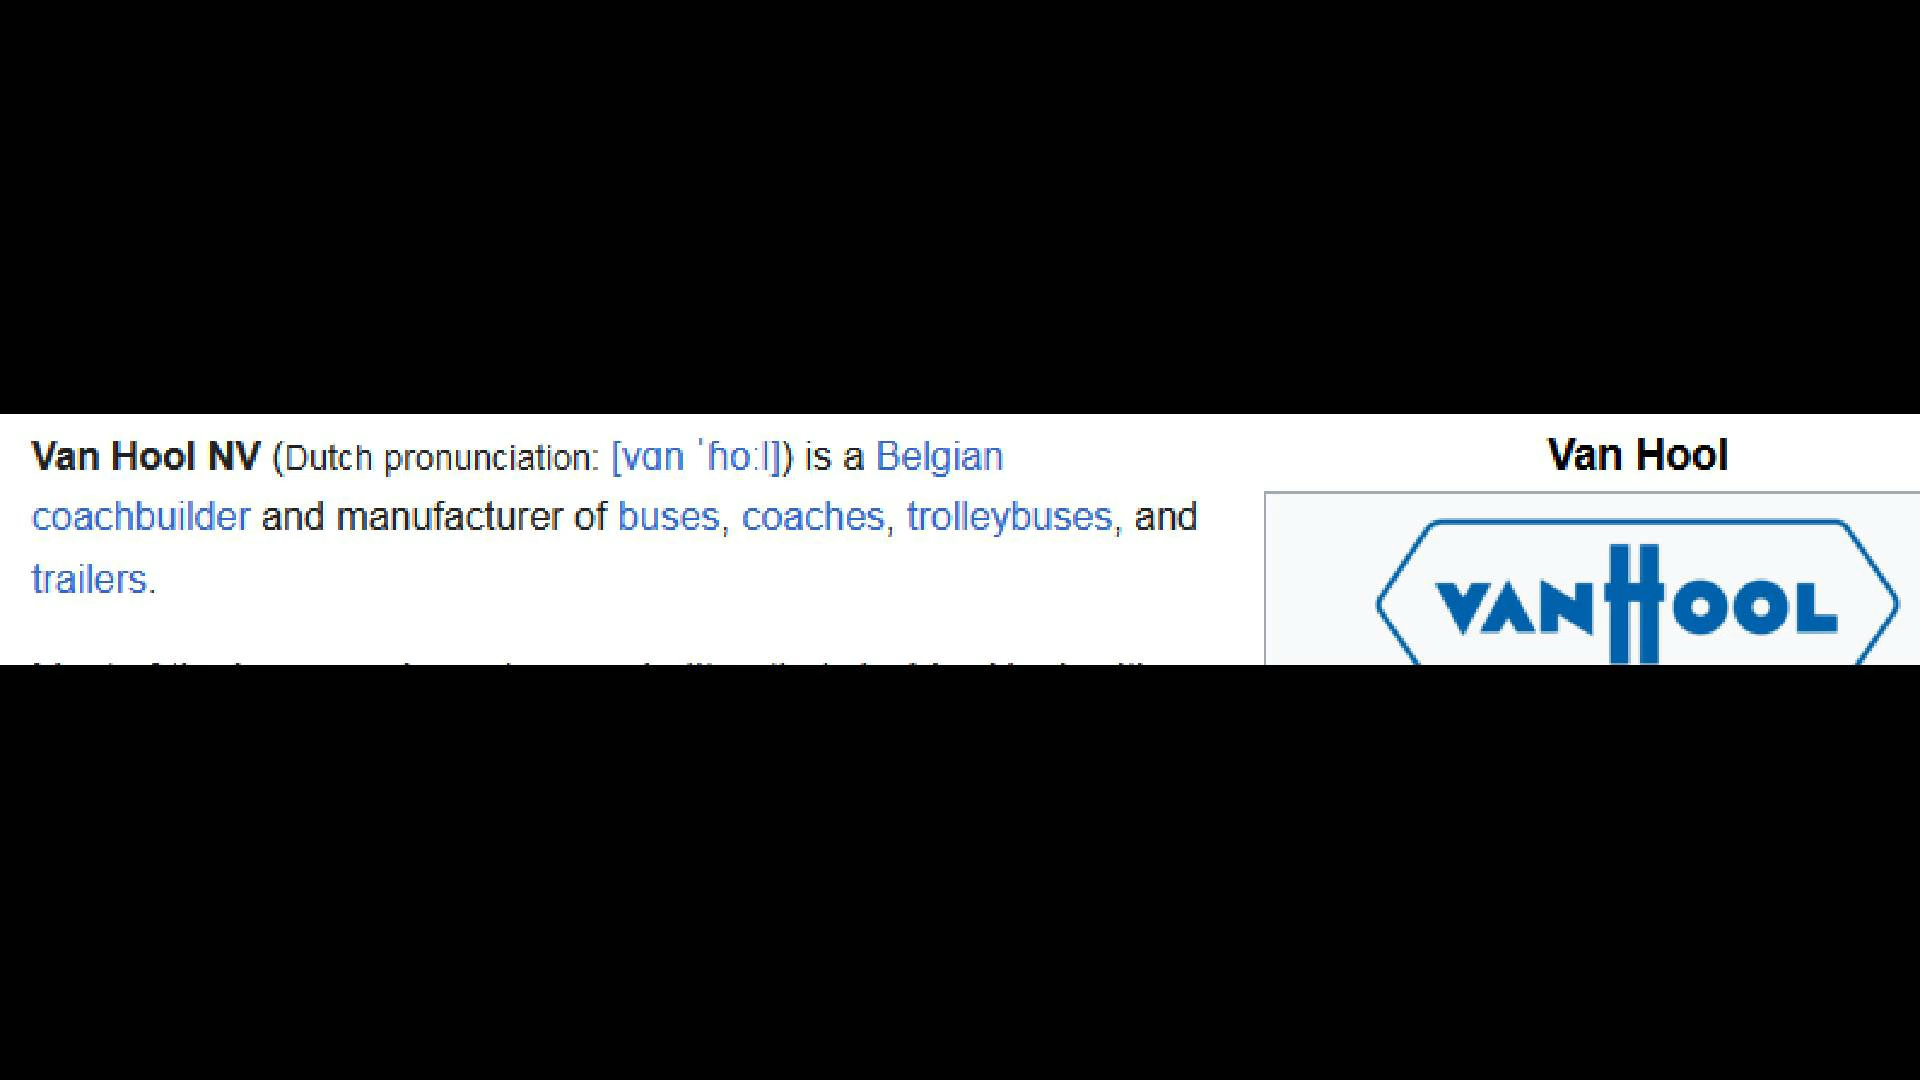 Van Hool NV (Dutch pronunciation: [vɑn ˈɦoːl]) is a Belgian
coachbuilder and manufacturer of buses, coaches, trolleybuses, and
trailers.
Van Hool
VANHOOL